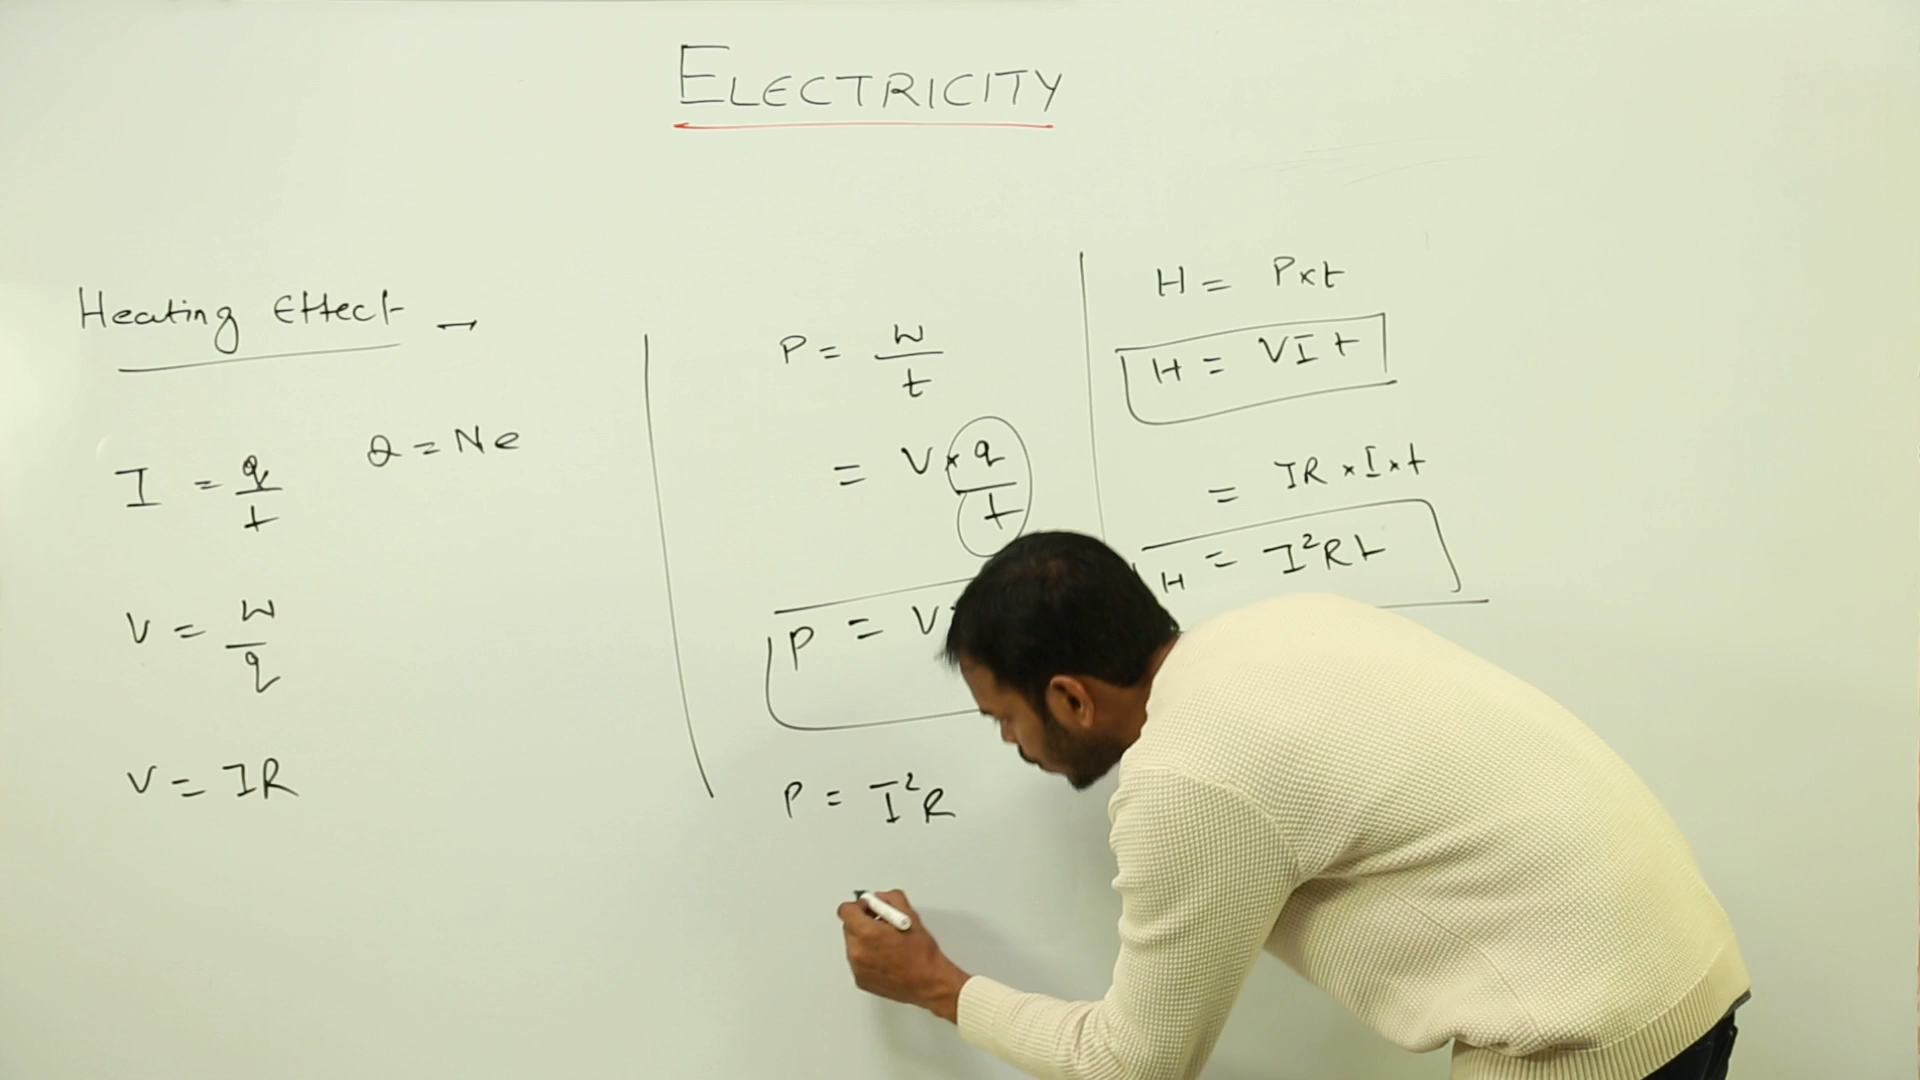 ELECTRICITY
Heating Effect →
I = q/t
Q = Ne
V = W/q
V = IR
P = W/t
= V × q/t
P = V
P = I²R
H = P×t
H = VIt
= IR × I × t
H = I²Rt